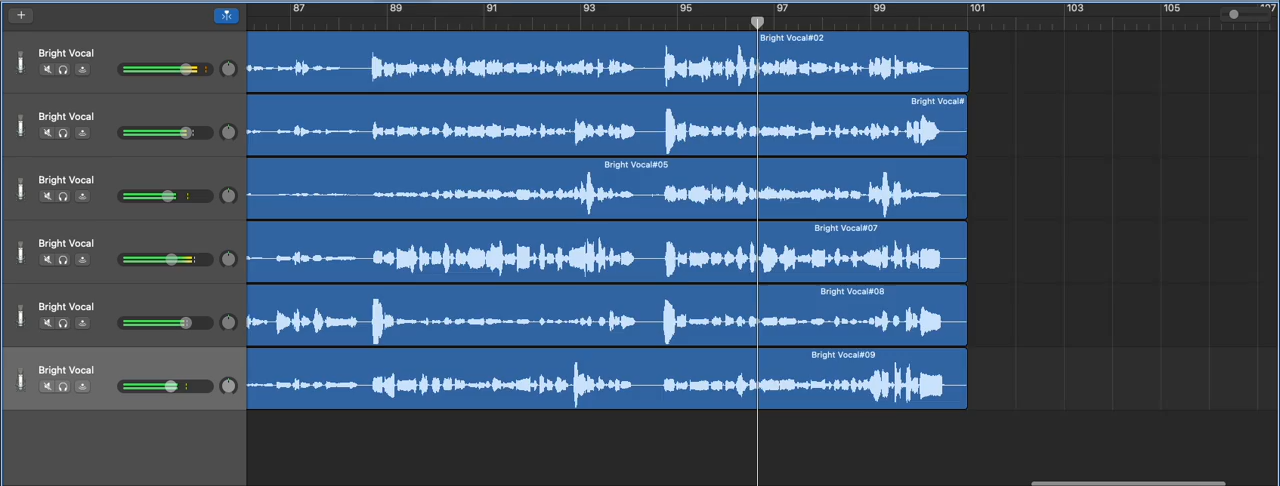 87 89 91 93 95 97 99 101 103 105 107
Bright Vocal
Bright Vocal#02
Bright Vocal
Bright Vocal#
Bright Vocal
Bright Vocal#05
Bright Vocal
Bright Vocal#07
Bright Vocal
Bright Vocal#08
Bright Vocal
Bright Vocal#09